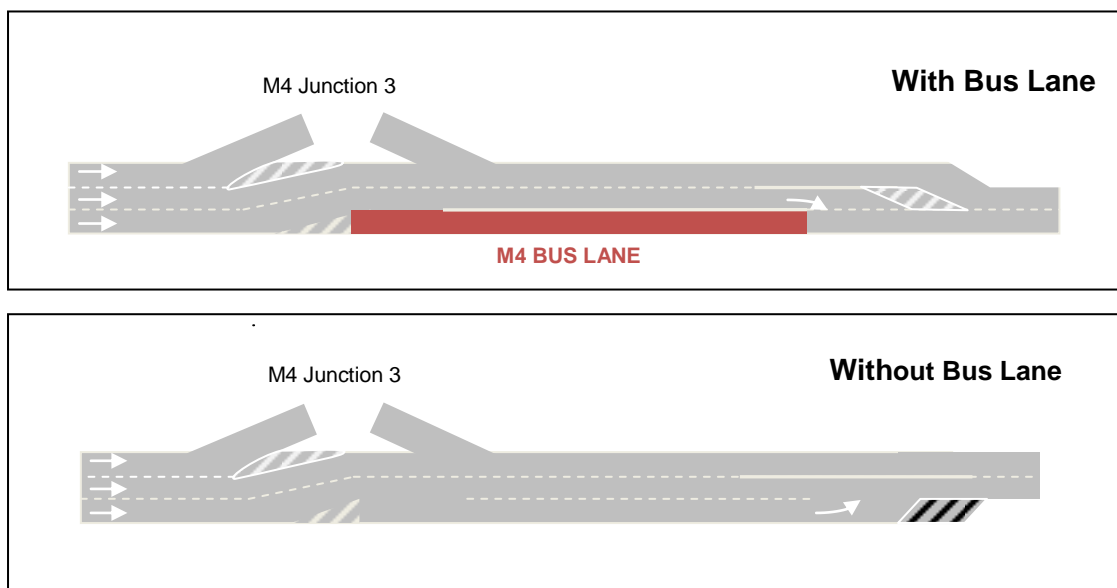 With Bus Lane
M4 Junction 3
M4 BUS LANE
Without Bus Lane
M4 Junction 3